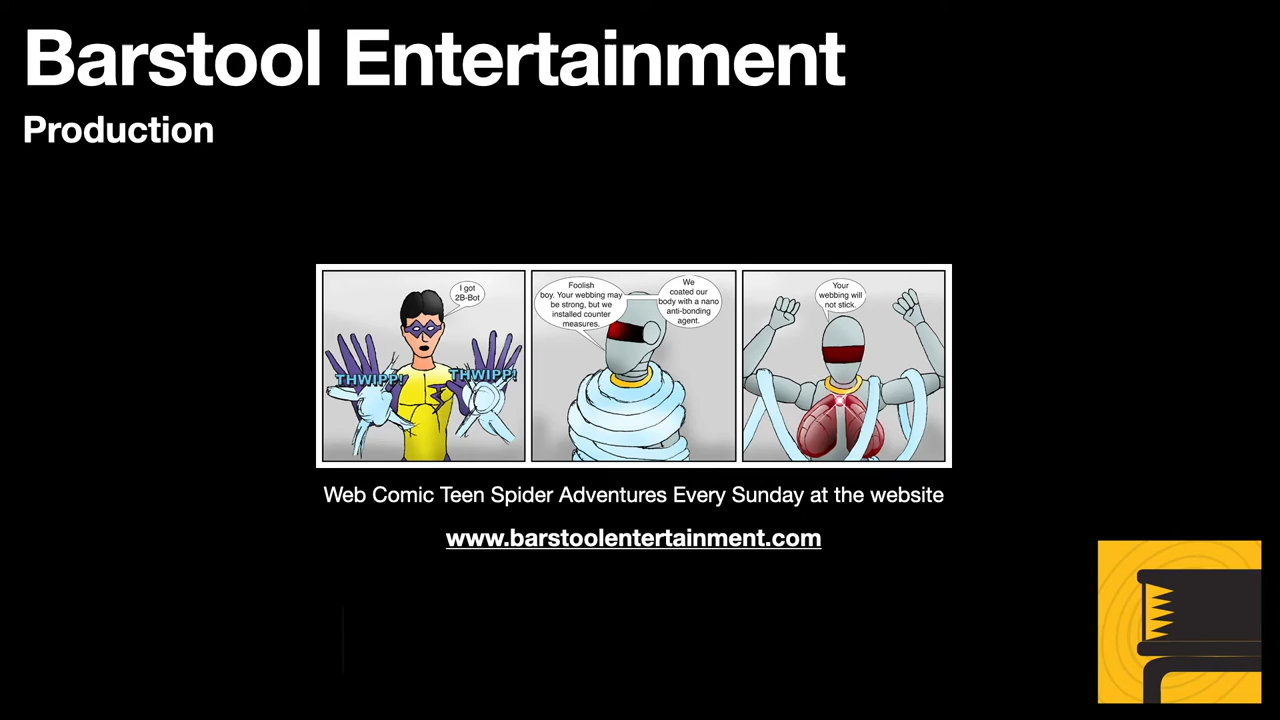 Barstool Entertainment
Production
I got
2B-Bot
THWIPP!
THWIPP!
Foolish
boy. Your webbing may
be strong, but we
installed counter
measures.
We
coated our
body with a nano
anti-bonding
agent.
Your
webbing will
not stick.
Web Comic Teen Spider Adventures Every Sunday at the website
www.barstoolentertainment.com